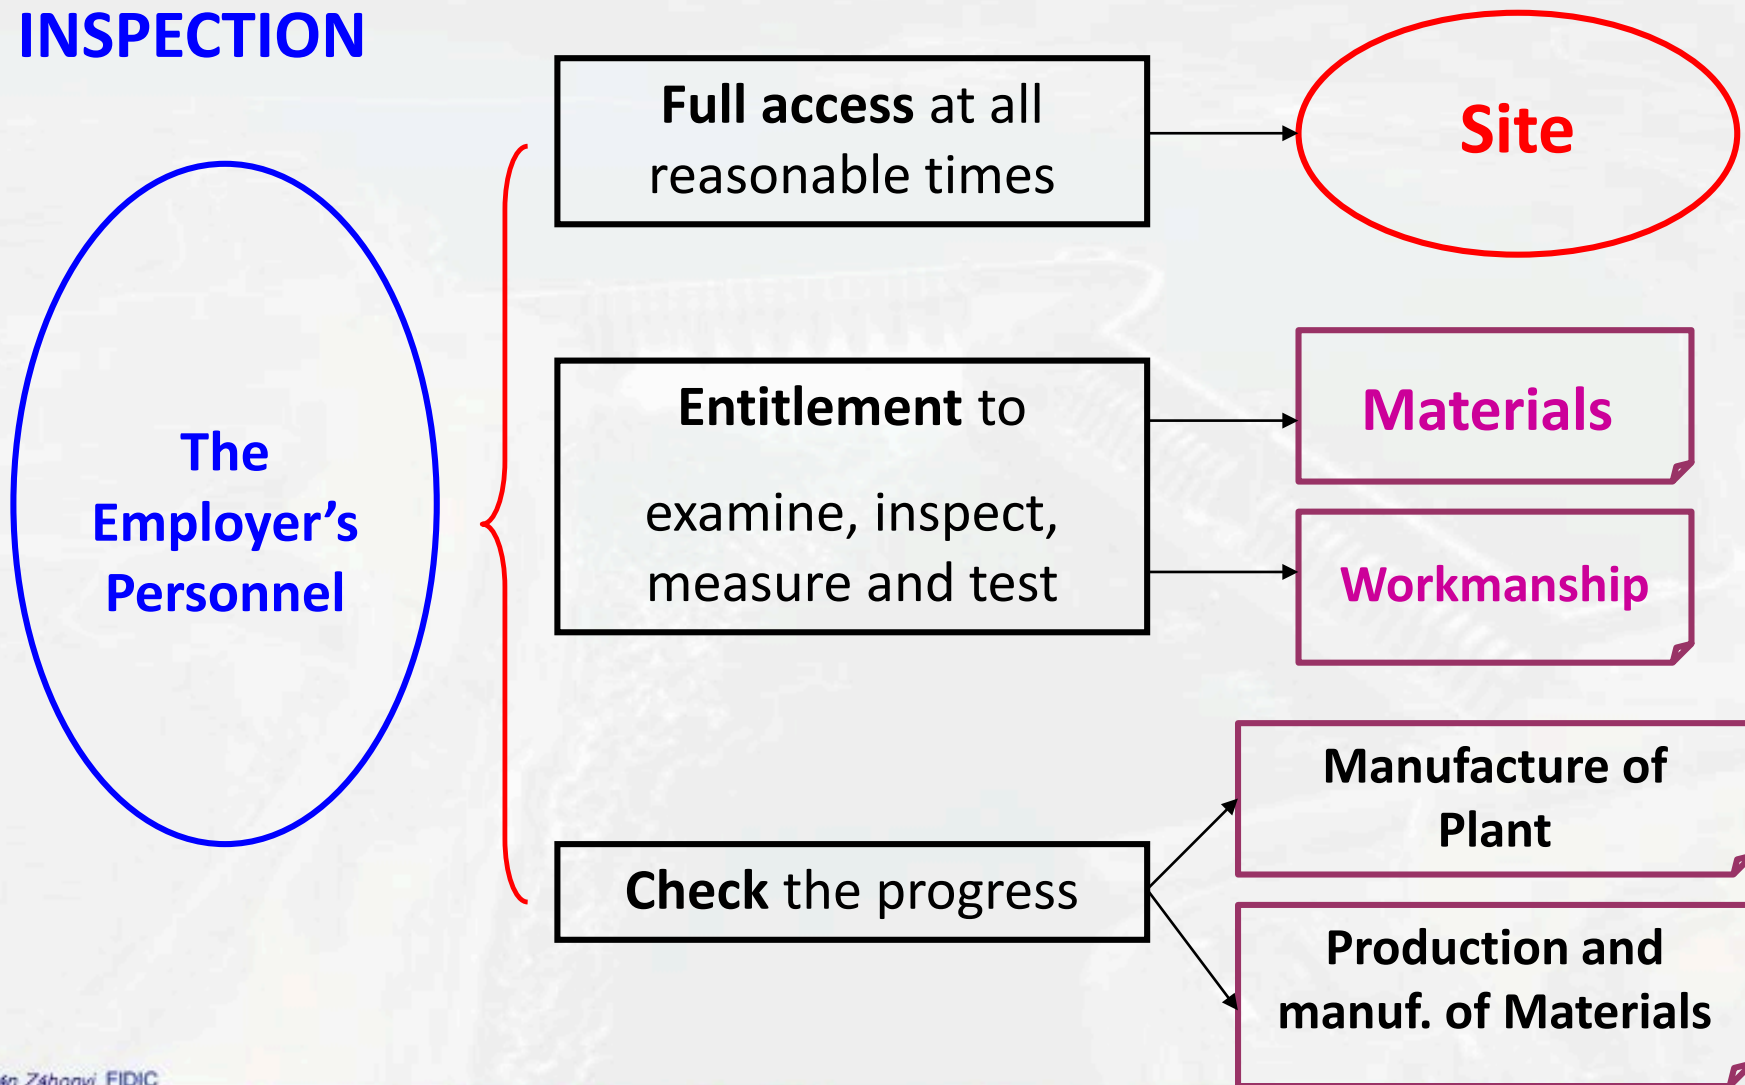 INSPECTION
Full access at all
reasonable times
Site
The
Employer’s
Personnel
Entitlement to
examine, inspect,
measure and test
Materials
Workmanship
Check the progress
Manufacture of
Plant
Production and
manuf. of Materials
Záhonyi FIDIC